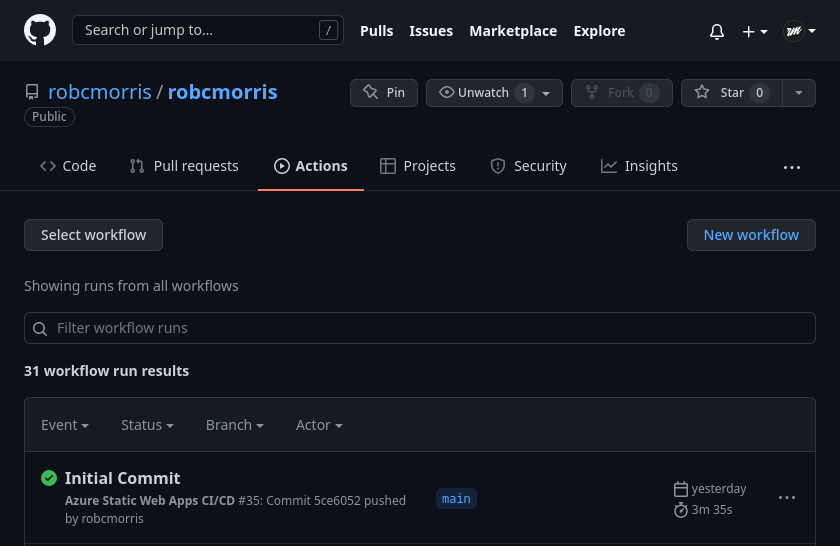 Search or jump to... / Pulls Issues Marketplace Explore
robcmorris / robcmorris Pin Unwatch 1 Fork 0 Star 0
Public
Code Pull requests Actions Projects Security Insights ...
Select workflow New workflow
Showing runs from all workflows
Filter workflow runs
31 workflow run results
Event Status Branch Actor
Initial Commit
Azure Static Web Apps CI/CD #35: Commit 5ce6052 pushed
by robcmorris
main
yesterday
3m 35s